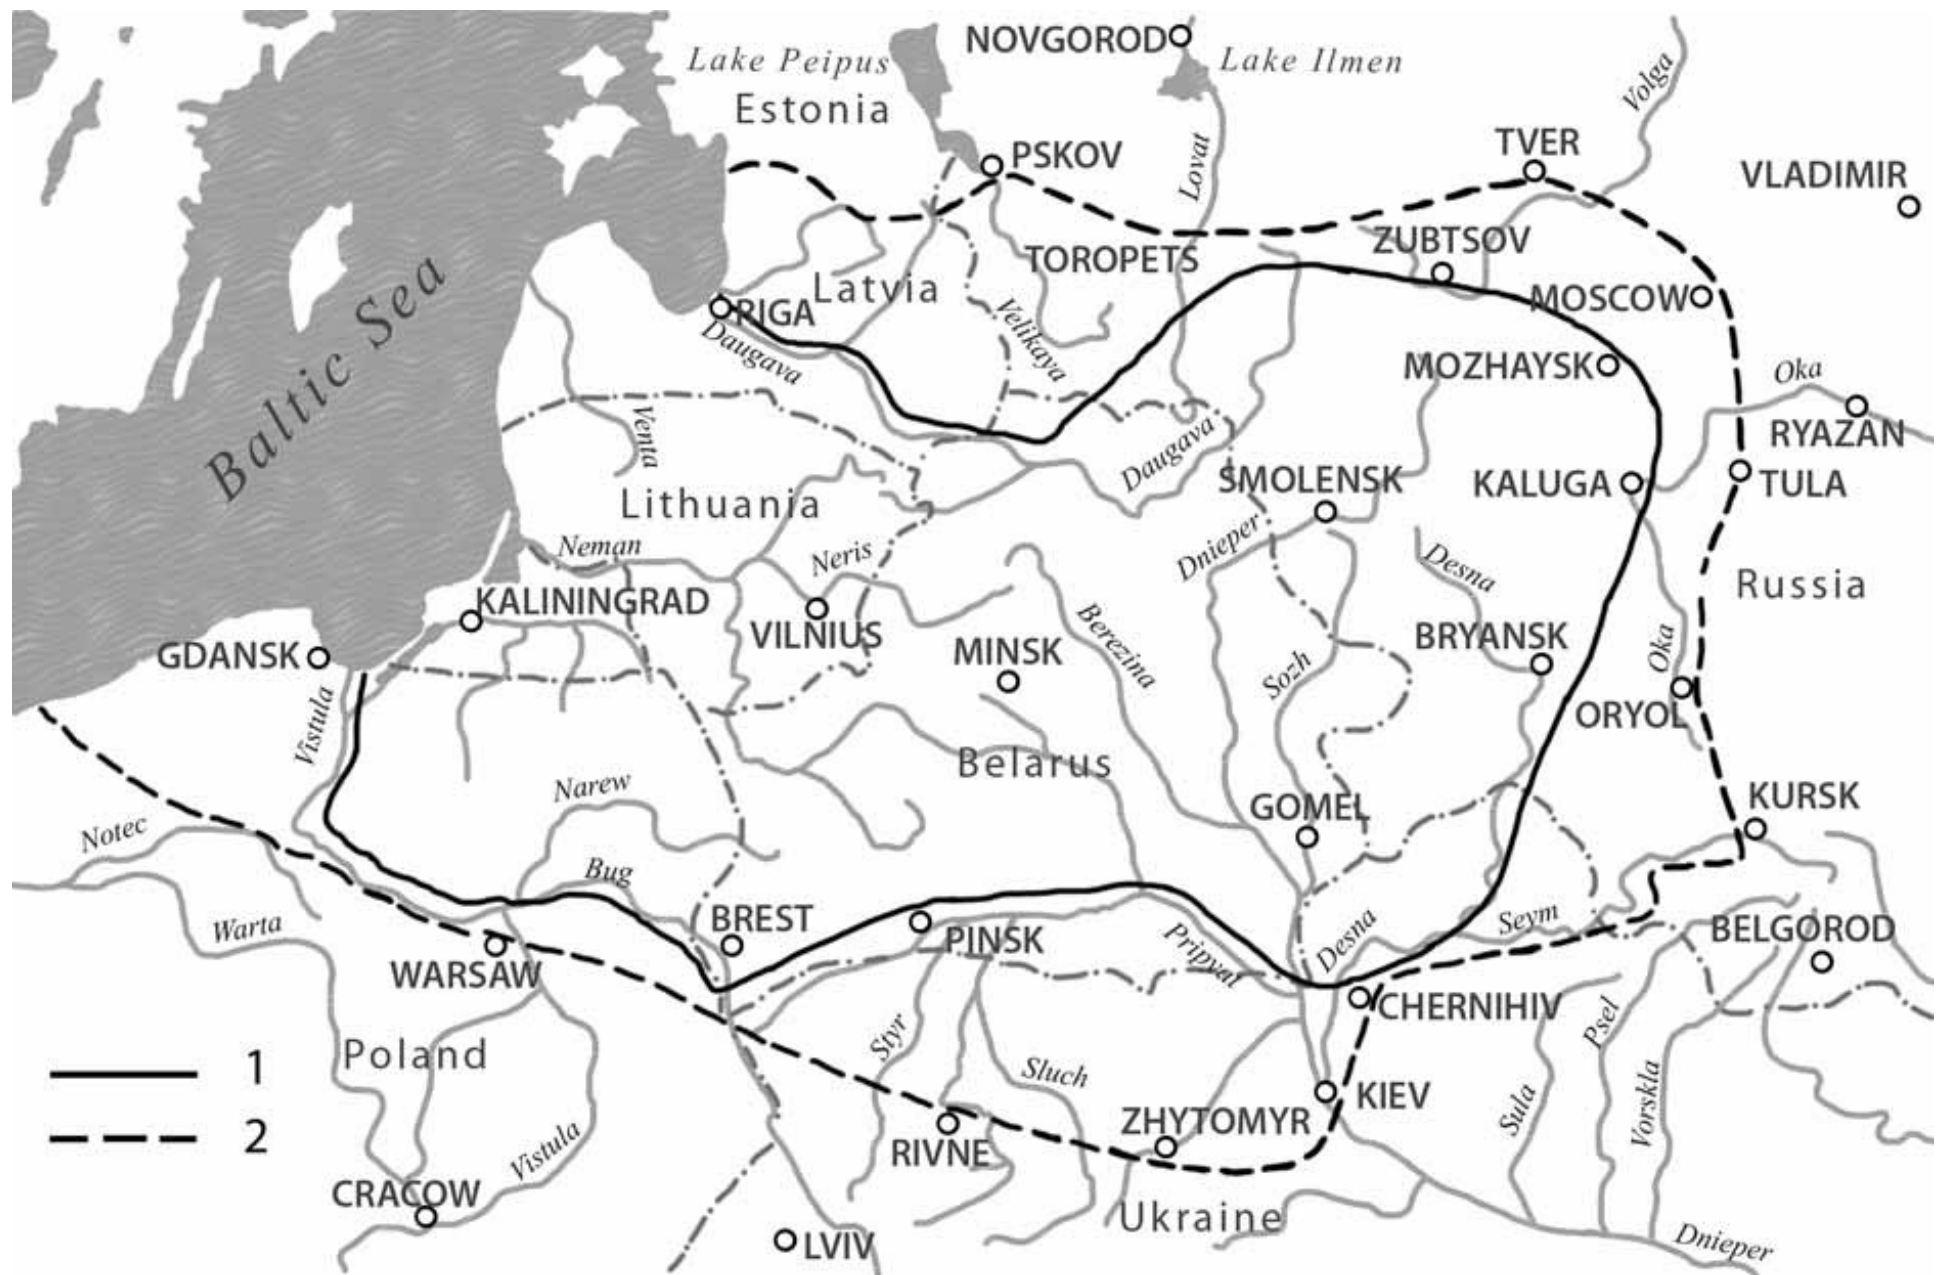 NOVGOROD
Lake Peipus
Lake Ilmen
Estonia
Volga
PSKOV
TVER
Lovat
VLADIMIR
ZUBTSOV
TOROPETS
Latvia
Baltic Sea
RIGA
MOSCOW
Daugava
Velikaya
MOZHAYSK
Oka
Venta
RYAZAN
Daugava
SMOLENSK
KALUGA
TULA
Lithuania
Neman
Neris
Dnieper
Desna
Russia
KALININGRAD
VILNIUS
Berezina
BRYANSK
GDANSK
MINSK
Sozh
Oka
Vistula
ORYOL
Belarus
Narew
GOMEL
KURSK
Notec
Bug
BREST
Warta
PINSK
Pripyat
Desna
Seym
BELGOROD
WARSAW
CHERNIHIV
Styr
Psel
Poland
1
Sluch
KIEV
Sula
Vorskla
2
ZHYTOMYR
RIVNE
Vistula
CRACOW
Ukraine
LVIV
Dnieper